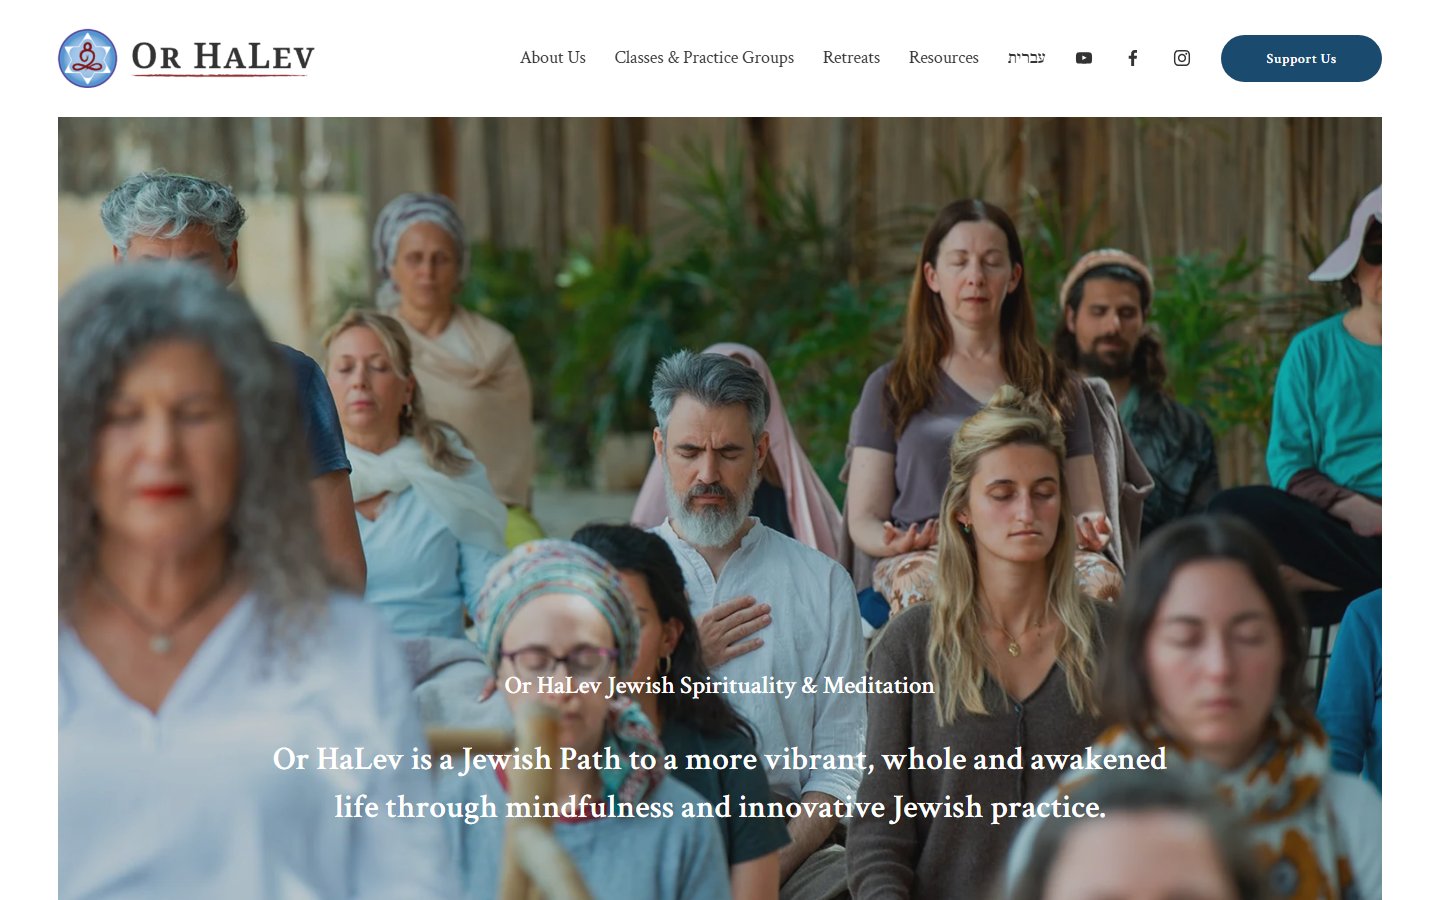 Or HaLev
About Us
Classes & Practice Groups
Retreats
Resources
עברית
Support Us
Or HaLev Jewish Spirituality & Meditation
Or HaLev is a Jewish Path to a more vibrant, whole and awakened
life through mindfulness and innovative Jewish practice.